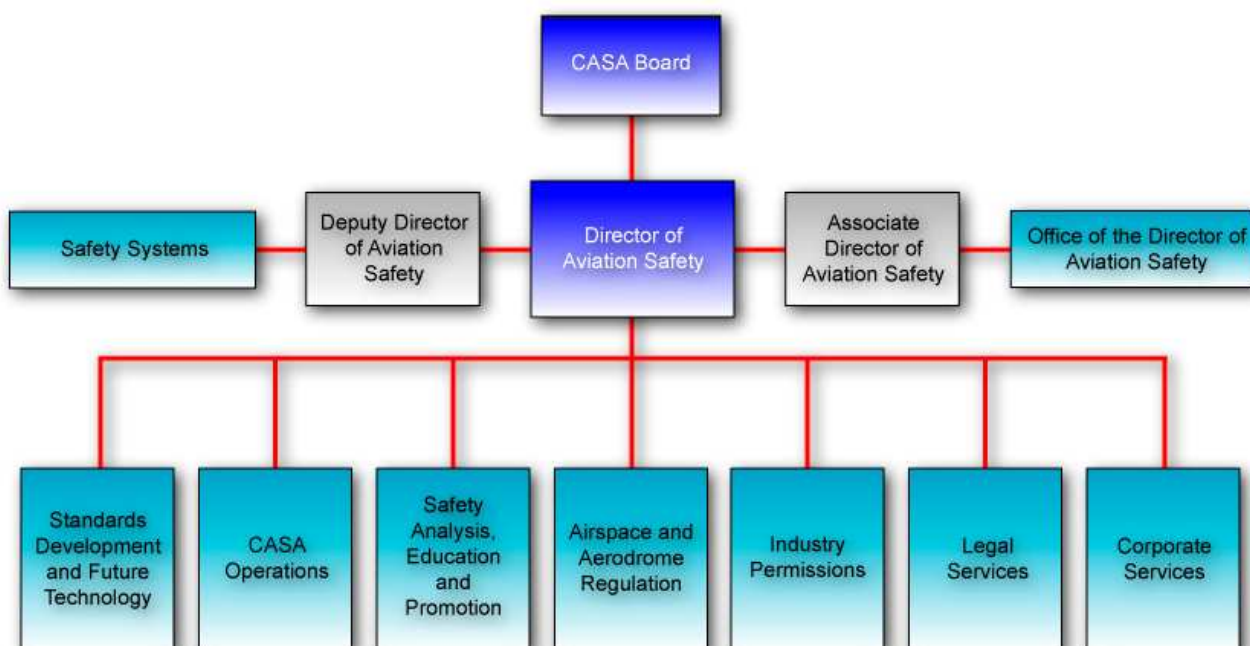 CASA Board
Safety Systems
Deputy Director
of Aviation
Safety
Director of
Aviation Safety
Associate
Director of
Aviation Safety
Office of the Director of
Aviation Safety
Standards
Development
and Future
Technology
CASA
Operations
Safety
Analysis,
Education
and
Promotion
Airspace and
Aerodrome
Regulation
Industry
Permissions
Legal
Services
Corporate
Services